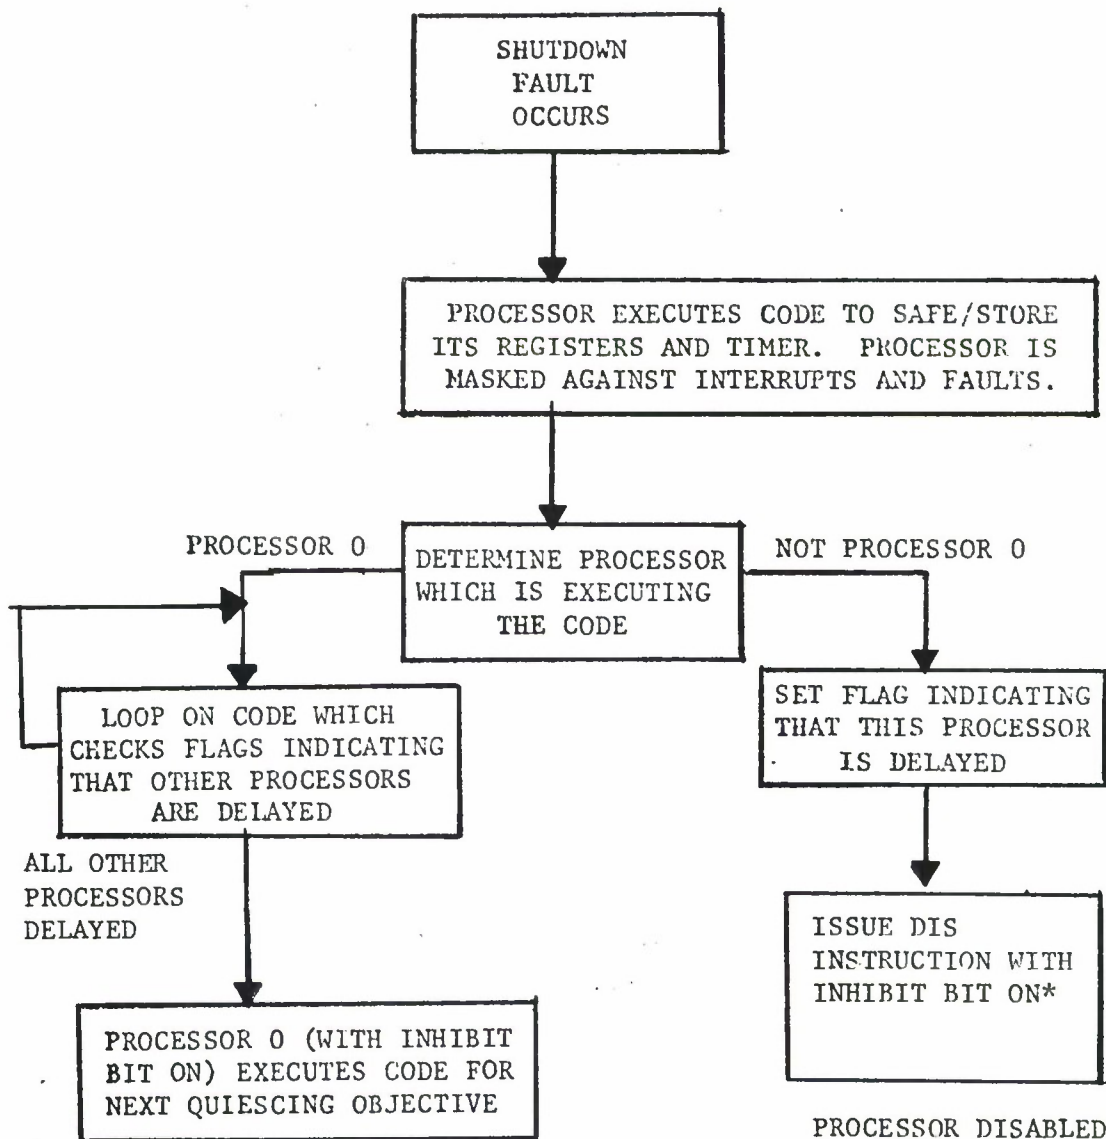 SHUTDOWN
FAULT
OCCURS
PROCESSOR EXECUTES CODE TO SAFE/STORE
ITS REGISTERS AND TIMER. PROCESSOR IS
MASKED AGAINST INTERRUPTS AND FAULTS.
PROCESSOR 0
DETERMINE PROCESSOR
WHICH IS EXECUTING
THE CODE
NOT PROCESSOR 0
LOOP ON CODE WHICH
CHECKS FLAGS INDICATING
THAT OTHER PROCESSORS
ARE DELAYED
SET FLAG INDICATING
THAT THIS PROCESSOR
IS DELAYED
ALL OTHER
PROCESSORS
DELAYED
ISSUE DIS
INSTRUCTION WITH
INHIBIT BIT ON*
PROCESSOR 0 (WITH INHIBIT
BIT ON) EXECUTES CODE FOR
NEXT QUIESCING OBJECTIVE
PROCESSOR DISABLED